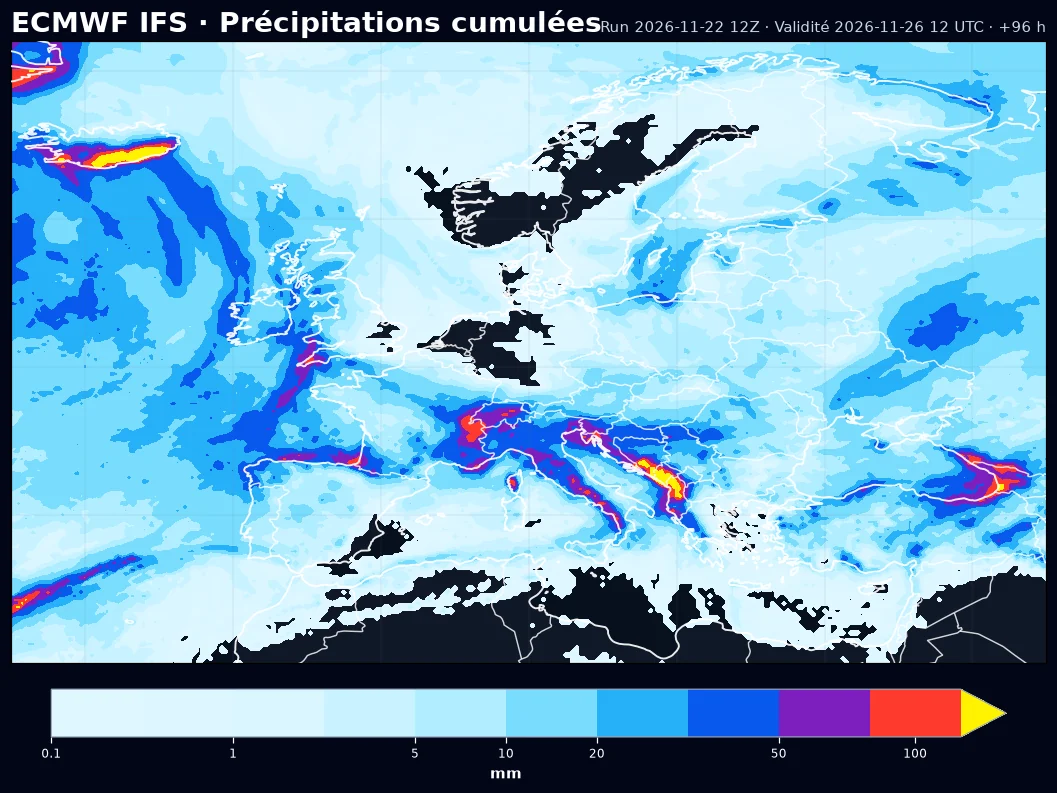 ECMWF IFS · Précipitations cumulées
Run 2026-11-22 12Z · Validité 2026-11-26 12 UTC · +96 h
0.1 1 5 10 20 50 100
mm